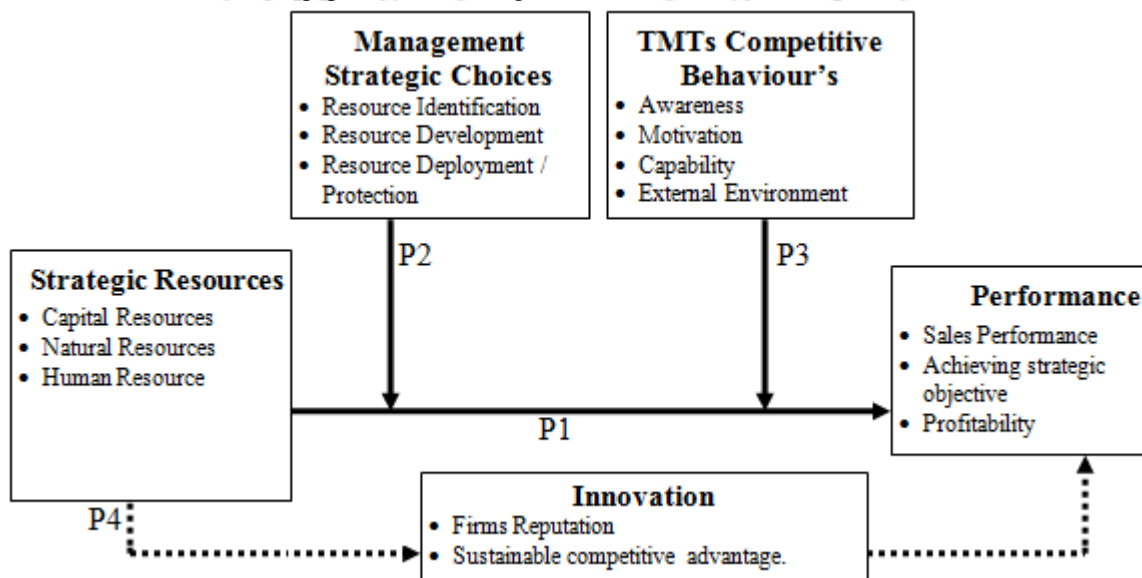 Management
Strategic Choices
• Resource Identification
• Resource Development
• Resource Deployment /
Protection
TMTs Competitive
Behaviour's
• Awareness
• Motivation
• Capability
• External Environment
P2
P3
Strategic Resources
• Capital Resources
• Natural Resources
• Human Resource
Performance
• Sales Performance
• Achieving strategic
objective
• Profitability
P1
P4
Innovation
• Firms Reputation
• Sustainable competitive advantage.